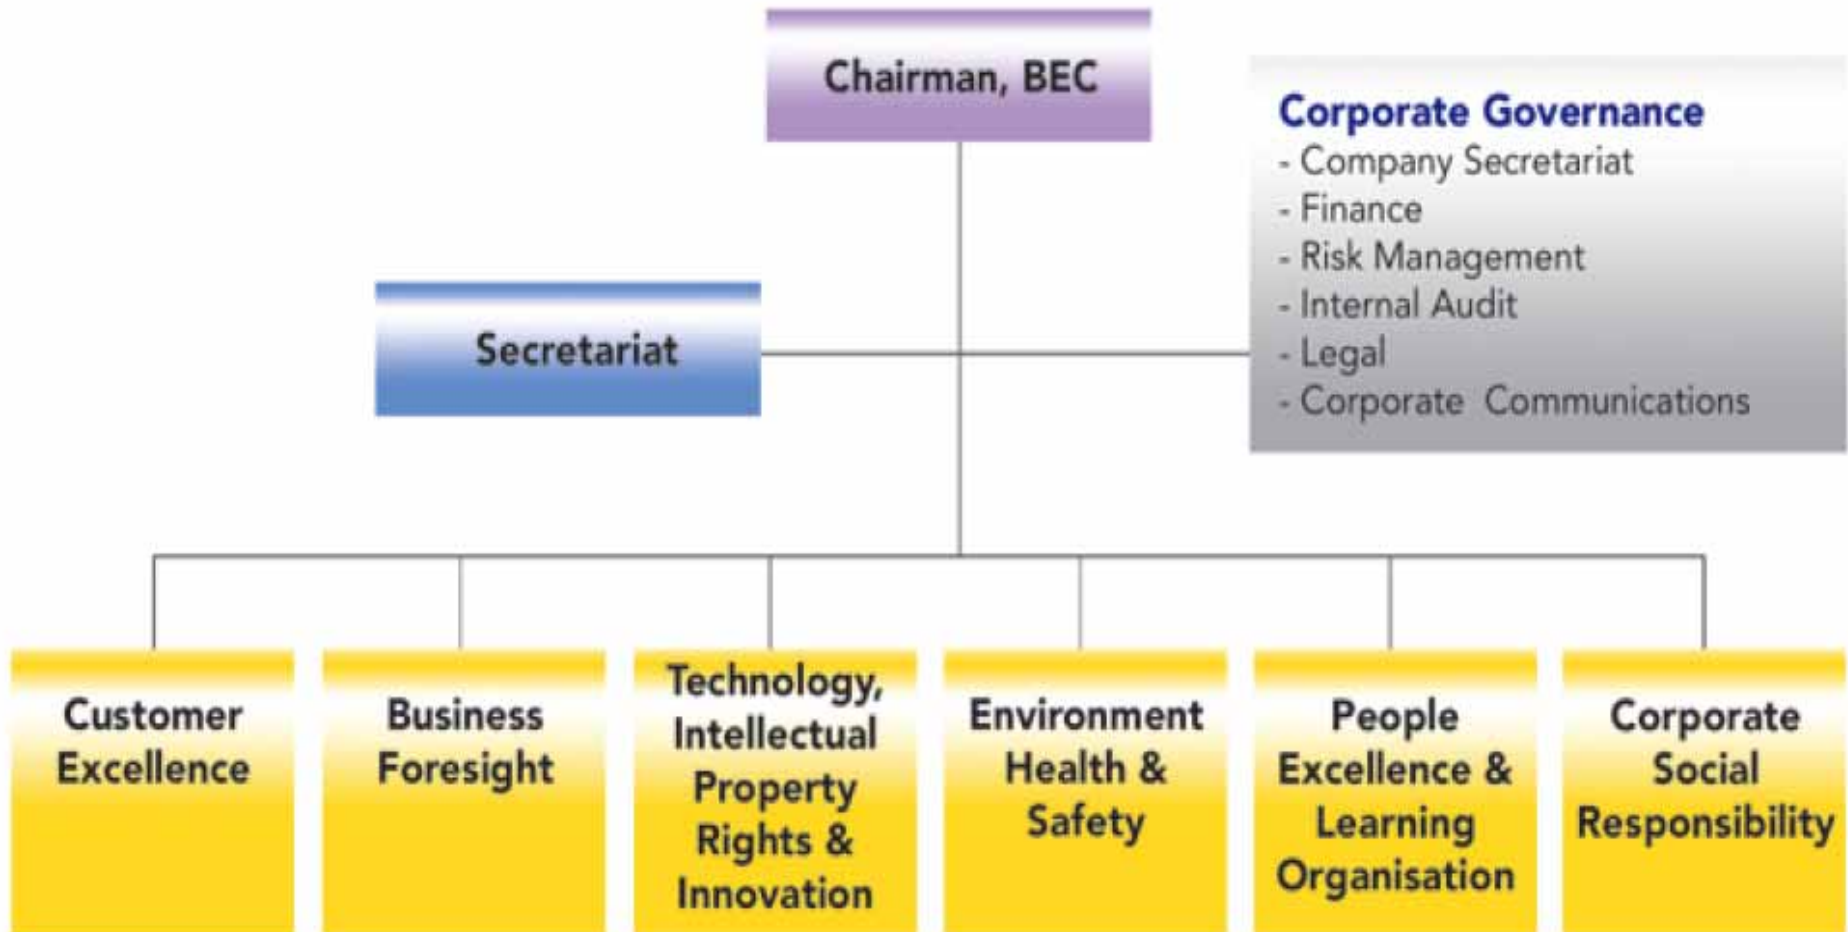 Chairman, BEC
Corporate Governance
- Company Secretariat
- Finance
- Risk Management
- Internal Audit
- Legal
- Corporate Communications
Secretariat
Customer
Excellence
Business
Foresight
Technology,
Intellectual
Property
Rights &
Innovation
Environment
Health &
Safety
People
Excellence &
Learning
Organisation
Corporate
Social
Responsibility